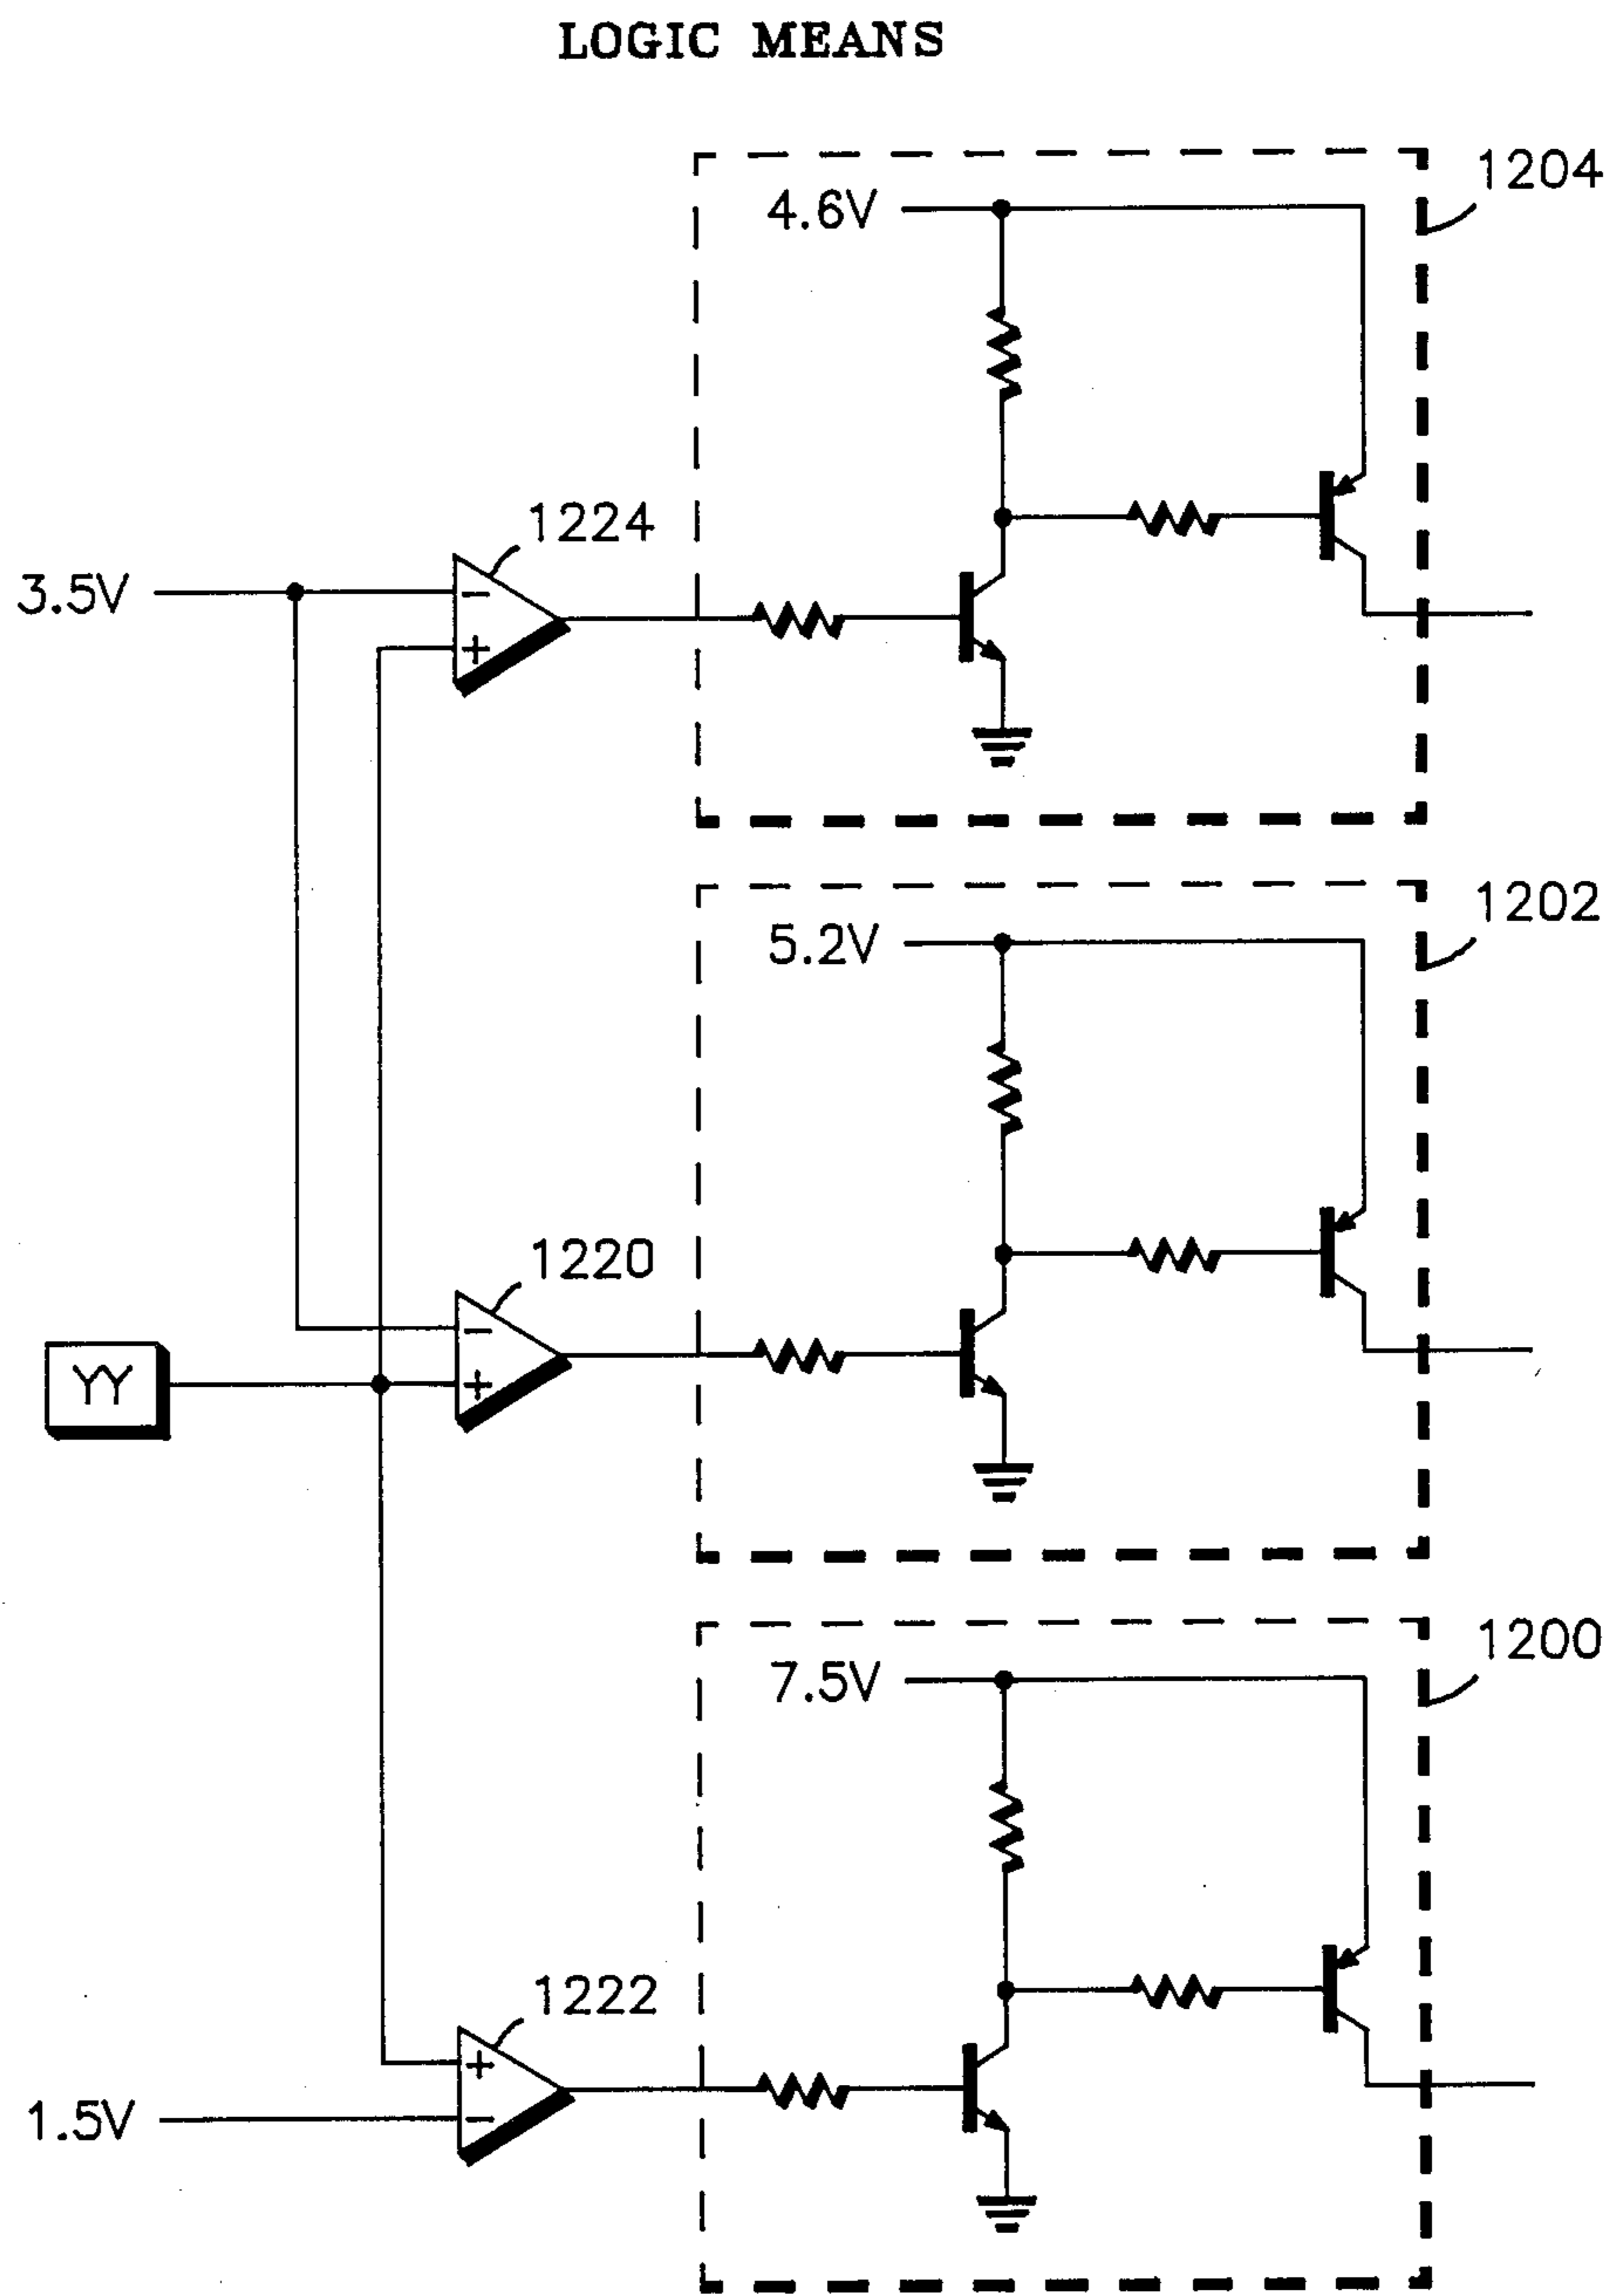 LOGIC MEANS
1204
4.6V
1224
3.5V
−
+
1202
5.2V
1220
−
YY
+
1200
7.5V
1222
+
1.5V
−